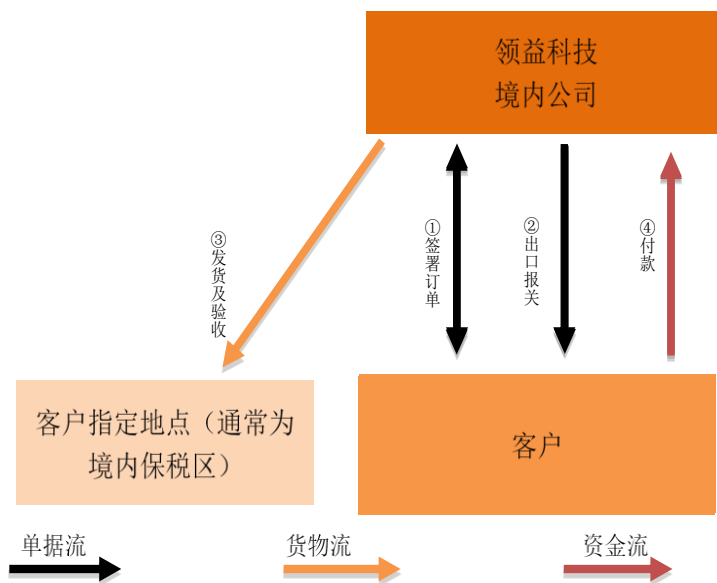 领益科技
境内公司
③发货及验收
①签署订单
②出口报关
④付款
客户指定地点（通常为
境内保税区）
客户
单据流
货物流
资金流